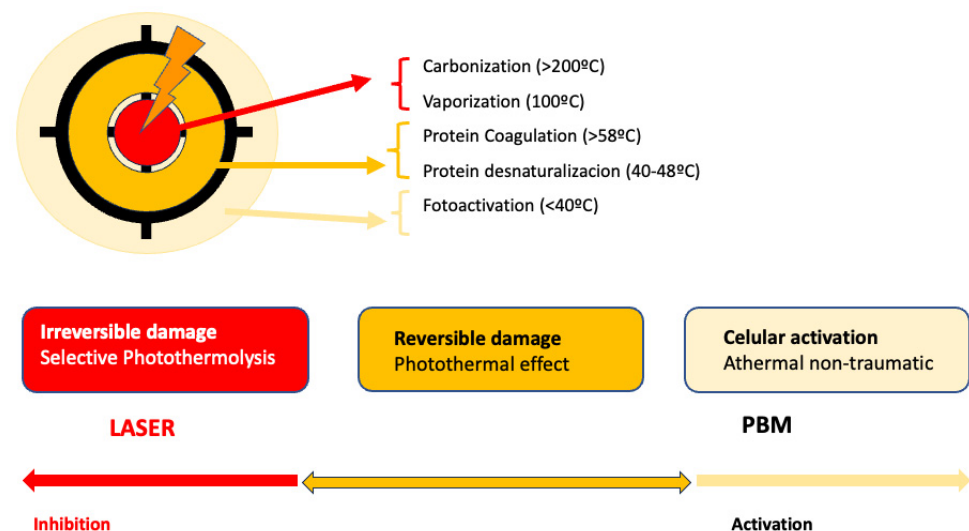 Carbonization (>200ºC)
Vaporization (100ºC)
Protein Coagulation (>58ºC)
Protein desnaturalizacion (40-48ºC)
Fotoactivation (<40ºC)
Irreversible damage
Selective Photothermolysis
Reversible damage
Photothermal effect
Celular activation
Athermal non-traumatic
LASER
PBM
Inhibition
Activation